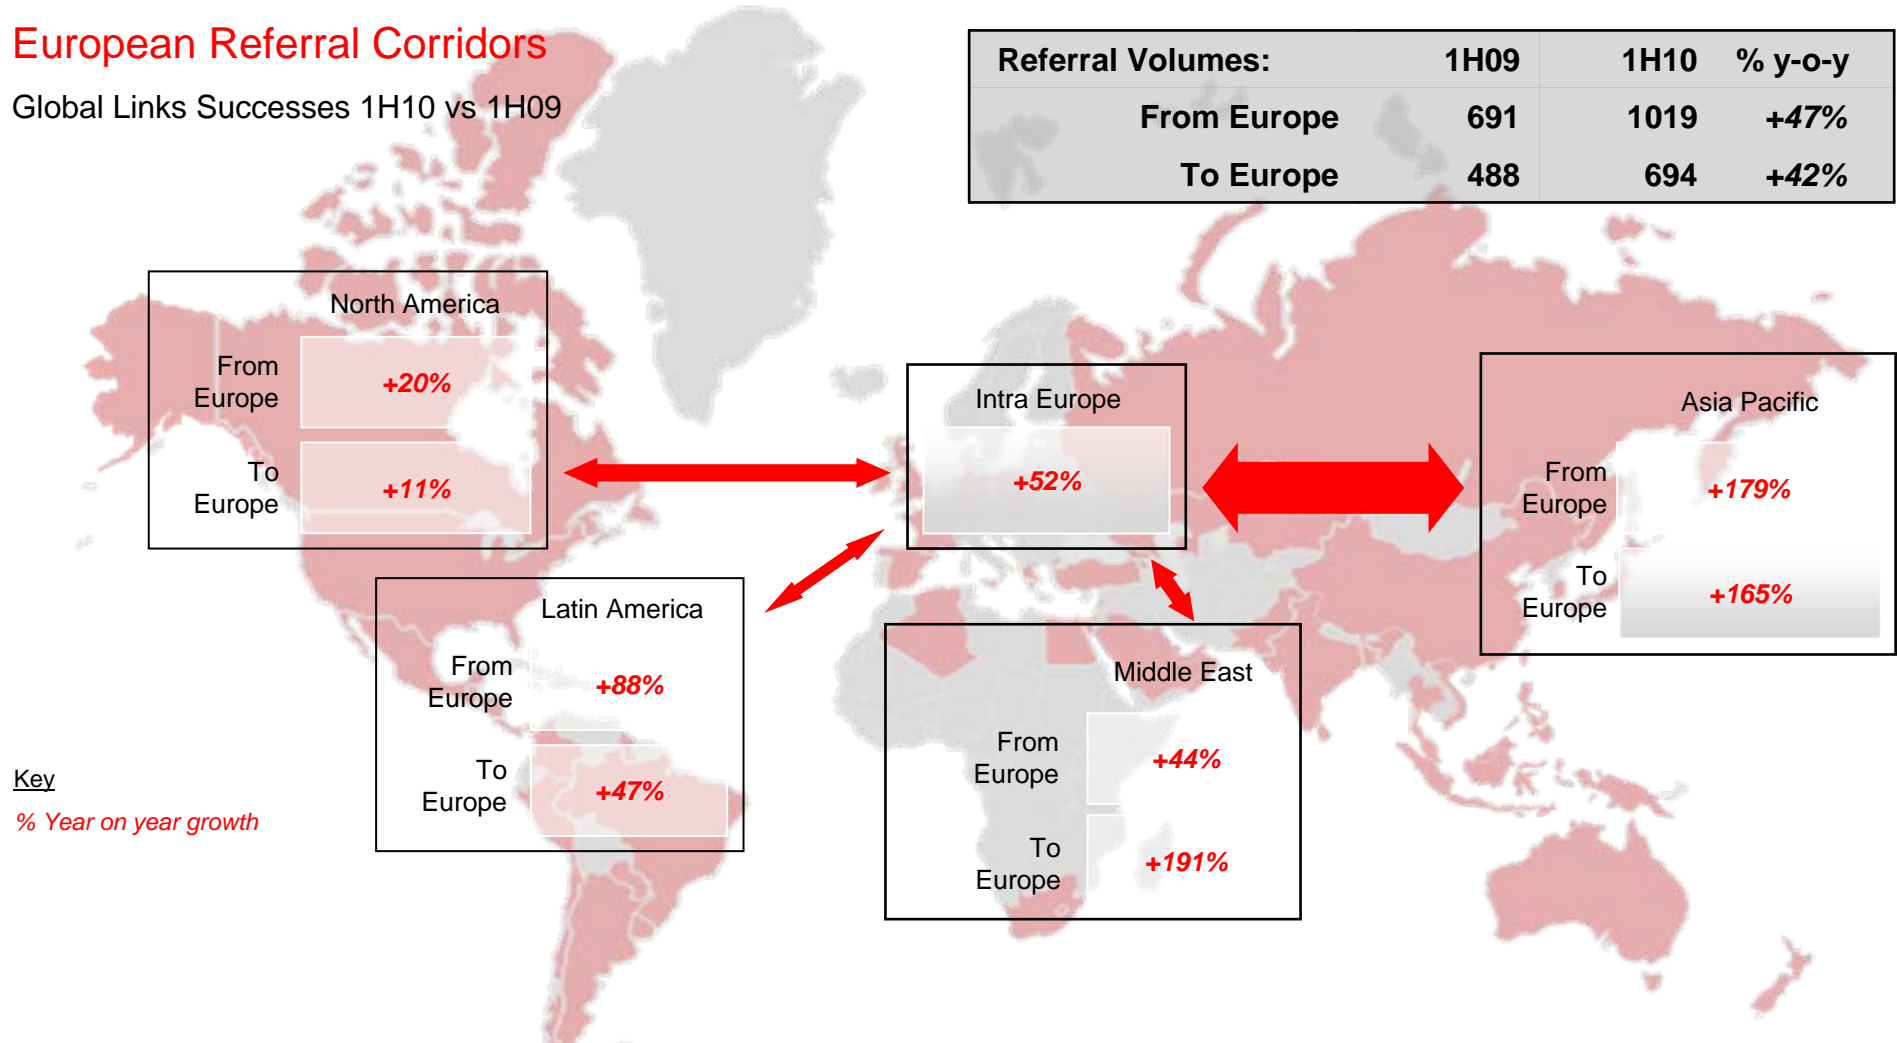 European Referral Corridors
Global Links Successes 1H10 vs 1H09
Referral Volumes: 1H09 1H10 % y-o-y
From Europe 691 1019 +47%
To Europe 488 694 +42%
North America
From
Europe
+20%
To
Europe
+11%
Intra Europe
+52%
Asia Pacific
From
Europe
+179%
To
Europe
+165%
Latin America
From
Europe
+88%
To
Europe
+47%
Middle East
From
Europe
+44%
To
Europe
+191%
Key
% Year on year growth